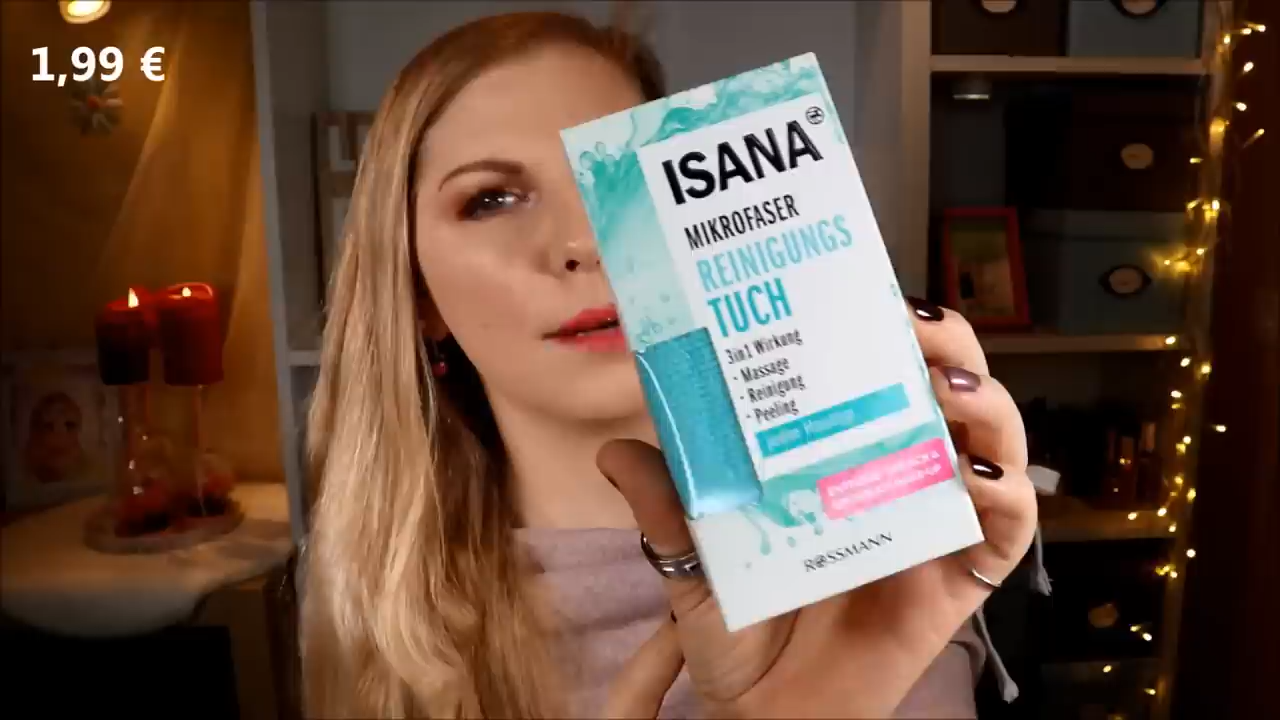 1,99 €
ISANA
MIKROFASER
REINIGUNGS
TUCH
3in1 Wirkung
• Massage
• Reinigung
• Peeling
ROSSMANN